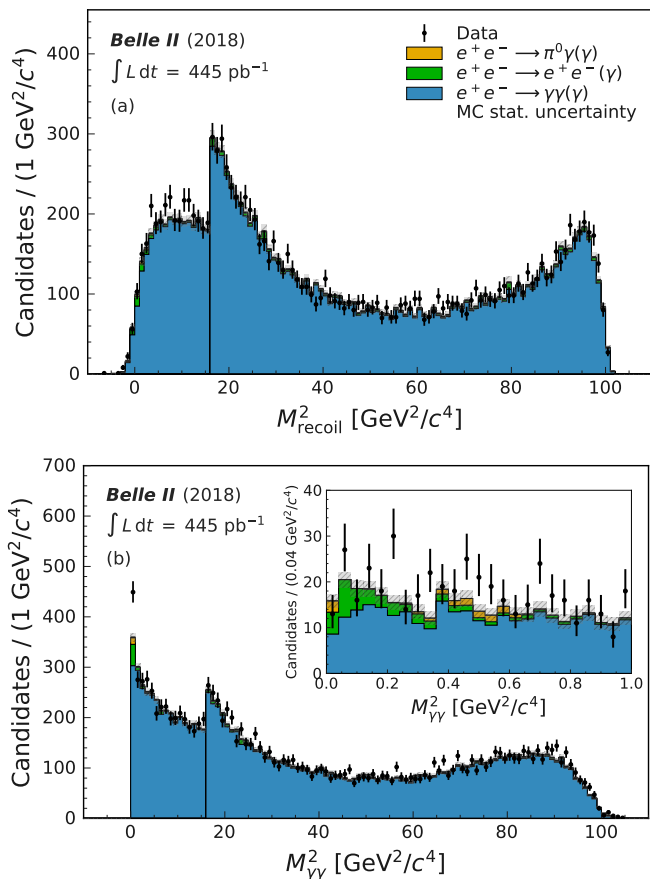 Belle II (2018)
∫ L dt = 445 pb⁻¹
(a)
Data
e⁺e⁻→π⁰γ(γ)
e⁺e⁻→e⁺e⁻(γ)
e⁺e⁻→γγ(γ)
MC stat. uncertainty
Candidates / (1 GeV²/c⁴)
400
300
200
100
0
0 20 40 60 80 100
M²recoil [GeV²/c⁴]
Belle II (2018)
∫ L dt = 445 pb⁻¹
(b)
Candidates / (1 GeV²/c⁴)
700
600
500
400
300
200
100
0
0 20 40 60 80 100
M²γγ [GeV²/c⁴]
Candidates / (0.04 GeV²/c⁴)
40
30
20
10
0
0.0 0.2 0.4 0.6 0.8 1.0
M²γγ [GeV²/c⁴]